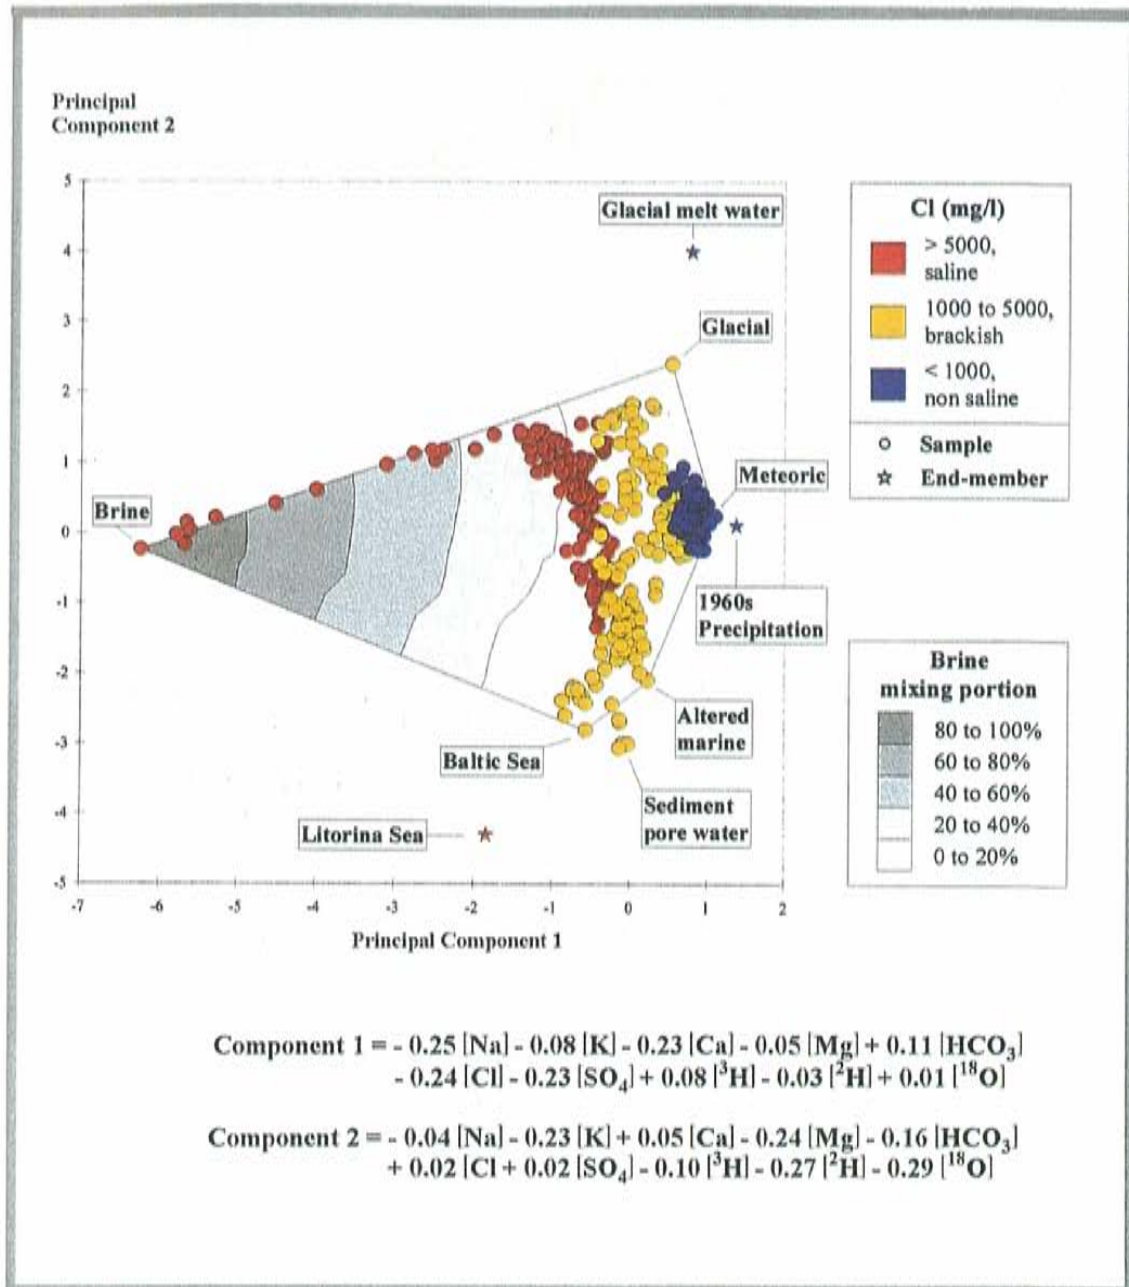 Principal
Component 2
5
4
3
2
1
0
-1
-2
-3
-4
-5
-7
-6
-5
-4
-3
-2
-1
0
1
2
Principal Component 1
Glacial melt water
Glacial
Brine
Meteoric
1960s
Precipitation
Altered
marine
Baltic Sea
Sediment
pore water
Litorina Sea
Cl (mg/l)
> 5000,
saline
1000 to 5000,
brackish
< 1000,
non saline
Sample
End-member
Brine
mixing portion
80 to 100%
60 to 80%
40 to 60%
20 to 40%
0 to 20%
Component 1 = - 0.25 [Na] - 0.08 [K] - 0.23 [Ca] - 0.05 [Mg] + 0.11 [HCO₃]
- 0.24 [Cl] - 0.23 [SO₄] + 0.08 [³H] - 0.03 [²H] + 0.01 [¹⁸O]
Component 2 = - 0.04 [Na] - 0.23 [K] + 0.05 [Ca] - 0.24 [Mg] - 0.16 [HCO₃]
+ 0.02 [Cl + 0.02 [SO₄] - 0.10 [³H] - 0.27 [²H] - 0.29 [¹⁸O]